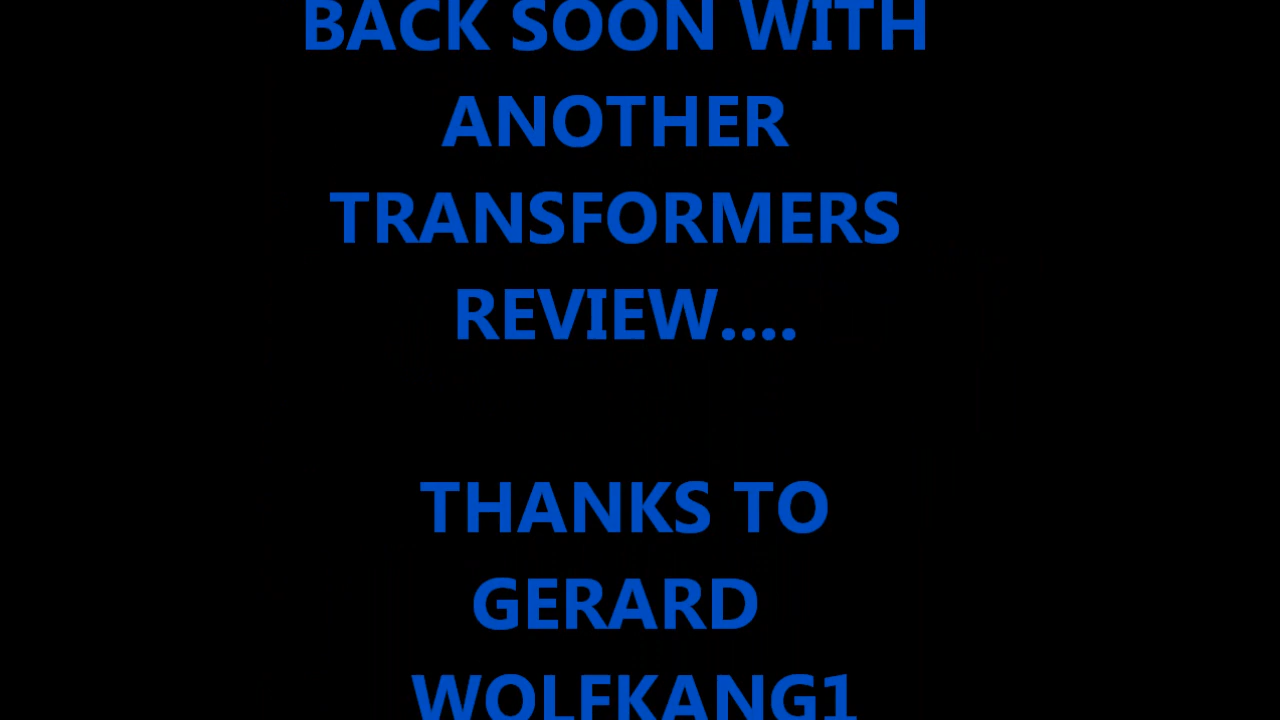 BACK SOON WITH
ANOTHER
TRANSFORMERS
REVIEW....
THANKS TO
GERARD
WOLFKANG1